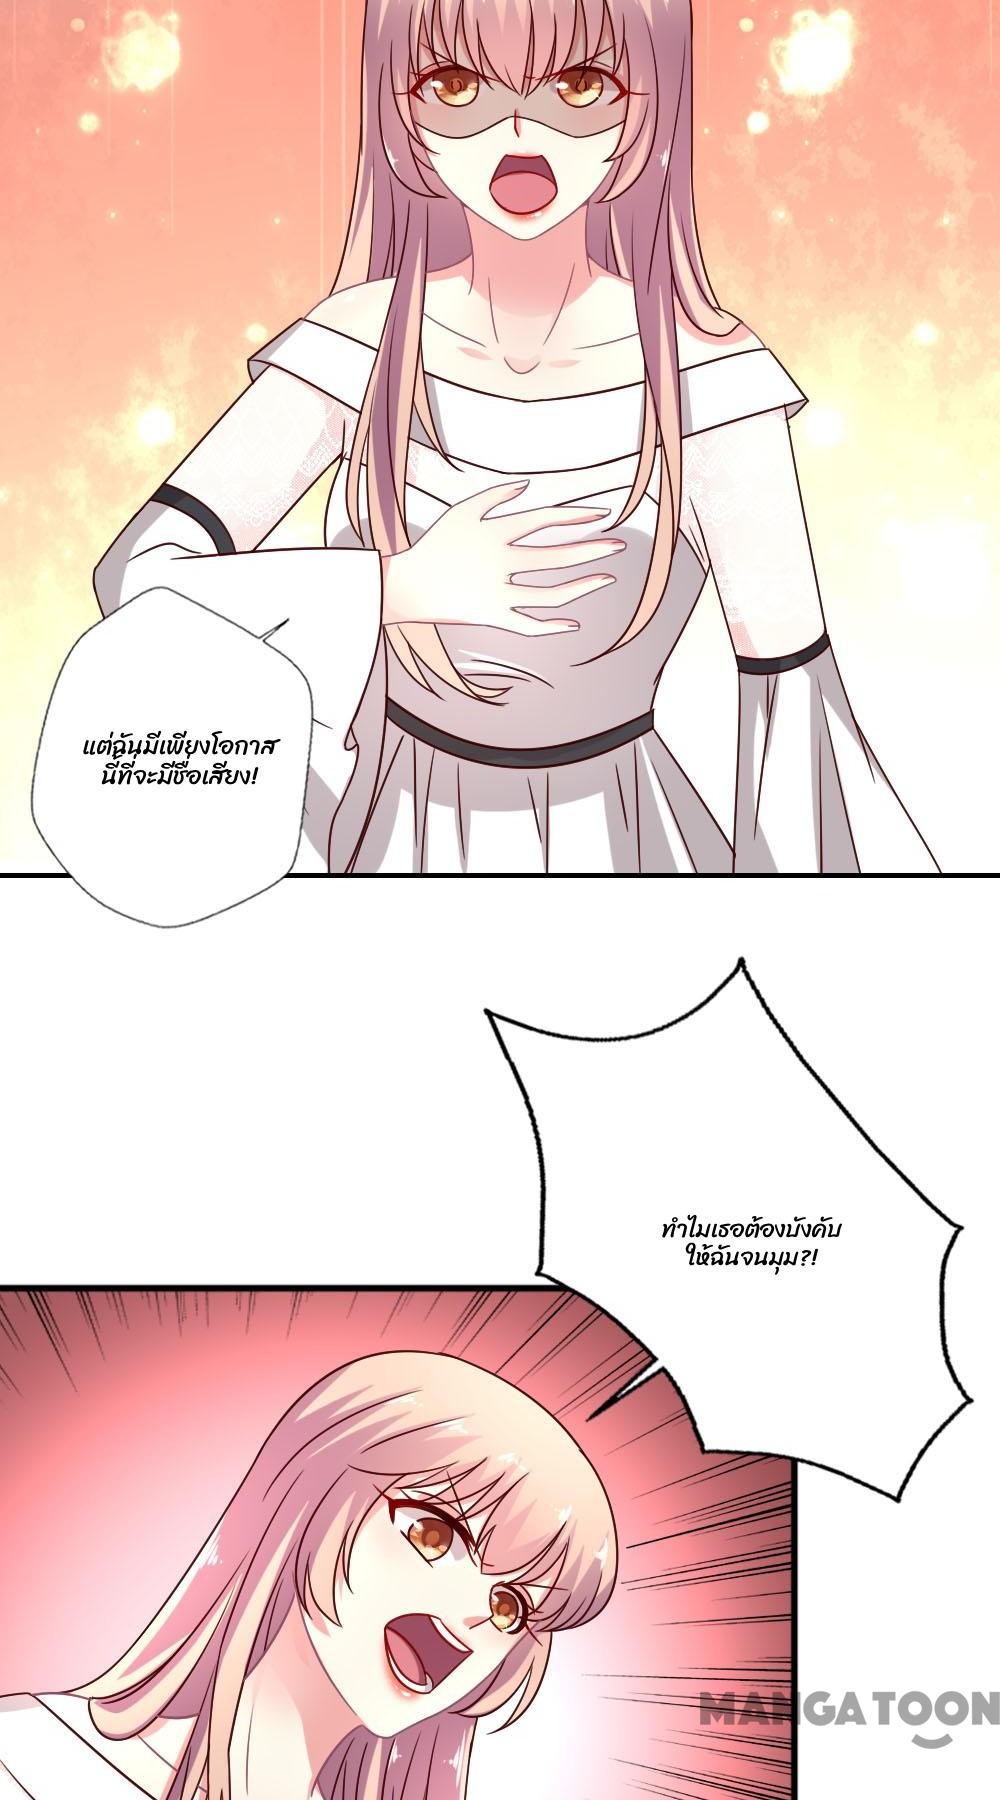 แต่ฉันมีเพียงโอกาส
นี้ที่จะมีชื่อเสียง!
ทำไมเธอต้องบังคับ
ให้ฉันจนมุม?!
MANGATOON